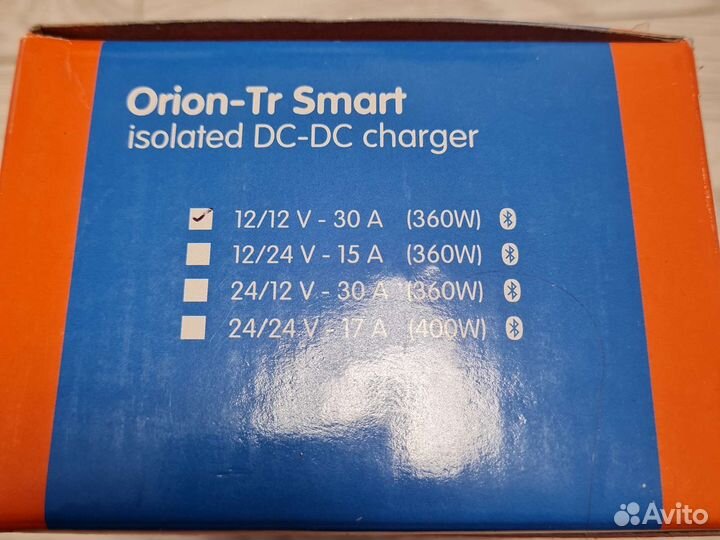 Orion-Tr Smart
isolated DC-DC charger
12/12 V - 30 A (360W)
12/24 V - 15 A (360W)
24/12 V - 30 A (360W)
24/24 V - 17 A (400W)
Avito